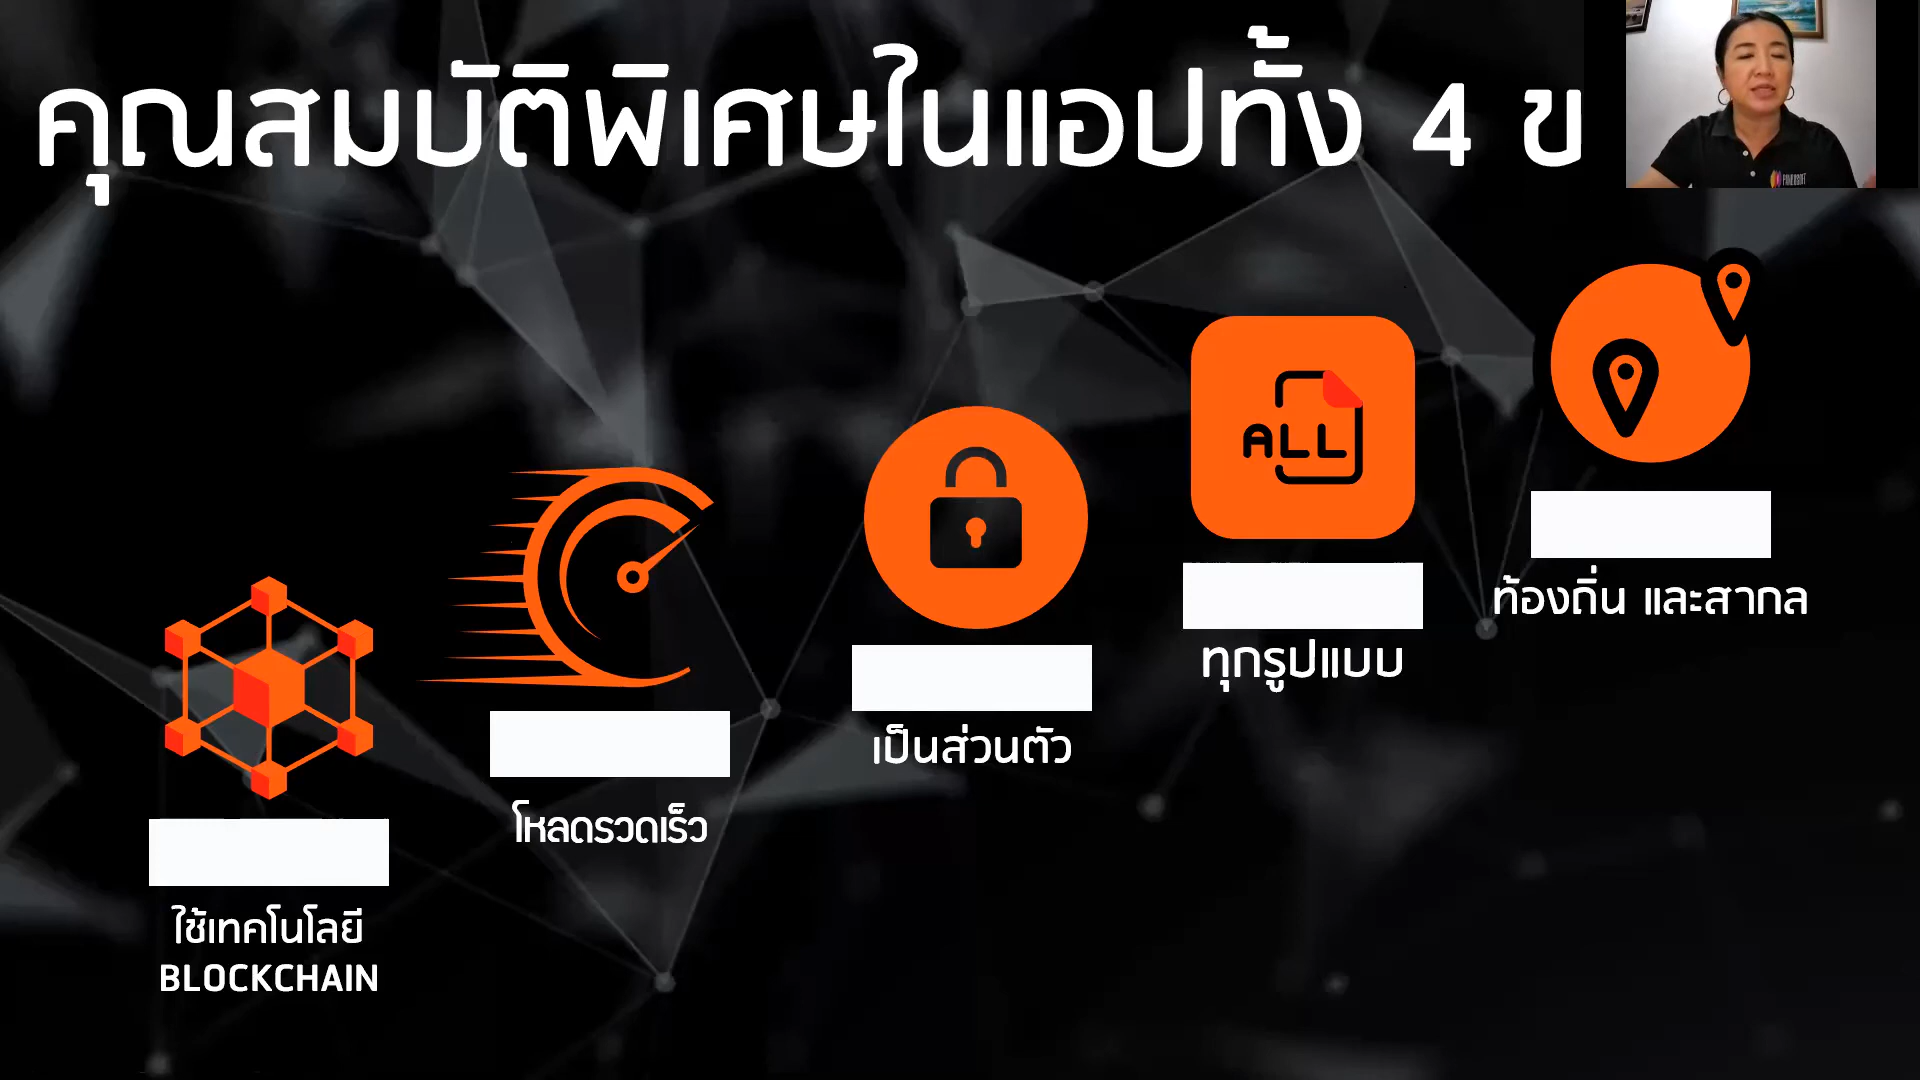 คุณสมบัติพิเศษในแอปทั้ง 4 ข
ALL
ท้องถิ่น และสากล
ทุกรูปแบบ
เป็นส่วนตัว
โหลดรวดเร็ว
ใช้เทคโนโลยี
BLOCKCHAIN